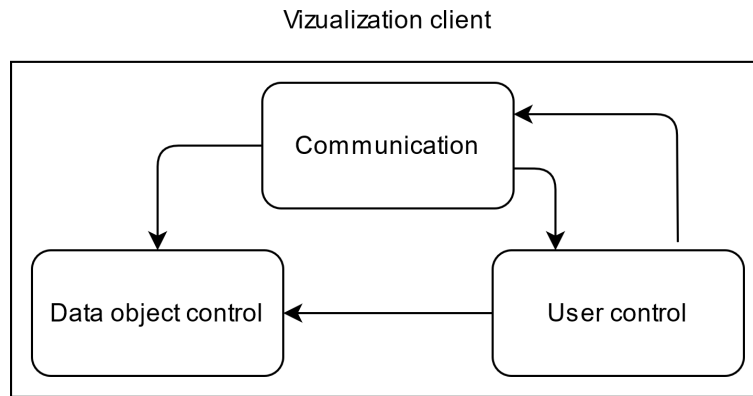 Vizualization client
Communication
Data object control
User control